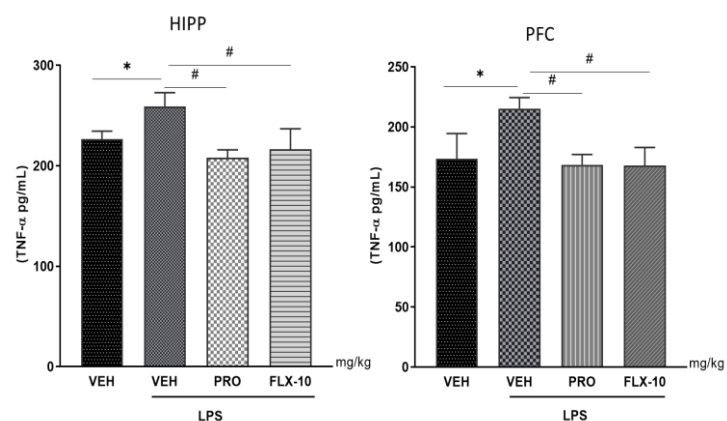 HIPP
(TNF-α pg/mL)
300
200
100
0
*
#
#
VEH VEH PRO FLX-10
mg/kg
LPS
PFC
(TNF-α pg/mL)
250
200
150
100
50
0
*
#
#
VEH VEH PRO FLX-10
mg/kg
LPS